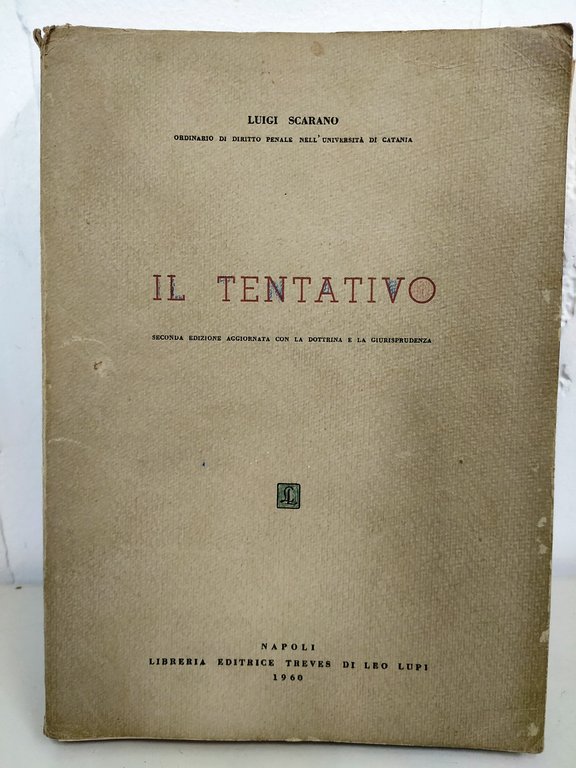 LUIGI SCARANO
ORDINARIO DI DIRITTO PENALE NELL'UNIVERSITÀ DI CATANIA
IL TENTATIVO
SECONDA EDIZIONE AGGIORNATA CON LA DOTTRINA E LA GIURISPRUDENZA
NAPOLI
LIBRERIA EDITRICE TREVES DI LEO LUPI
1960